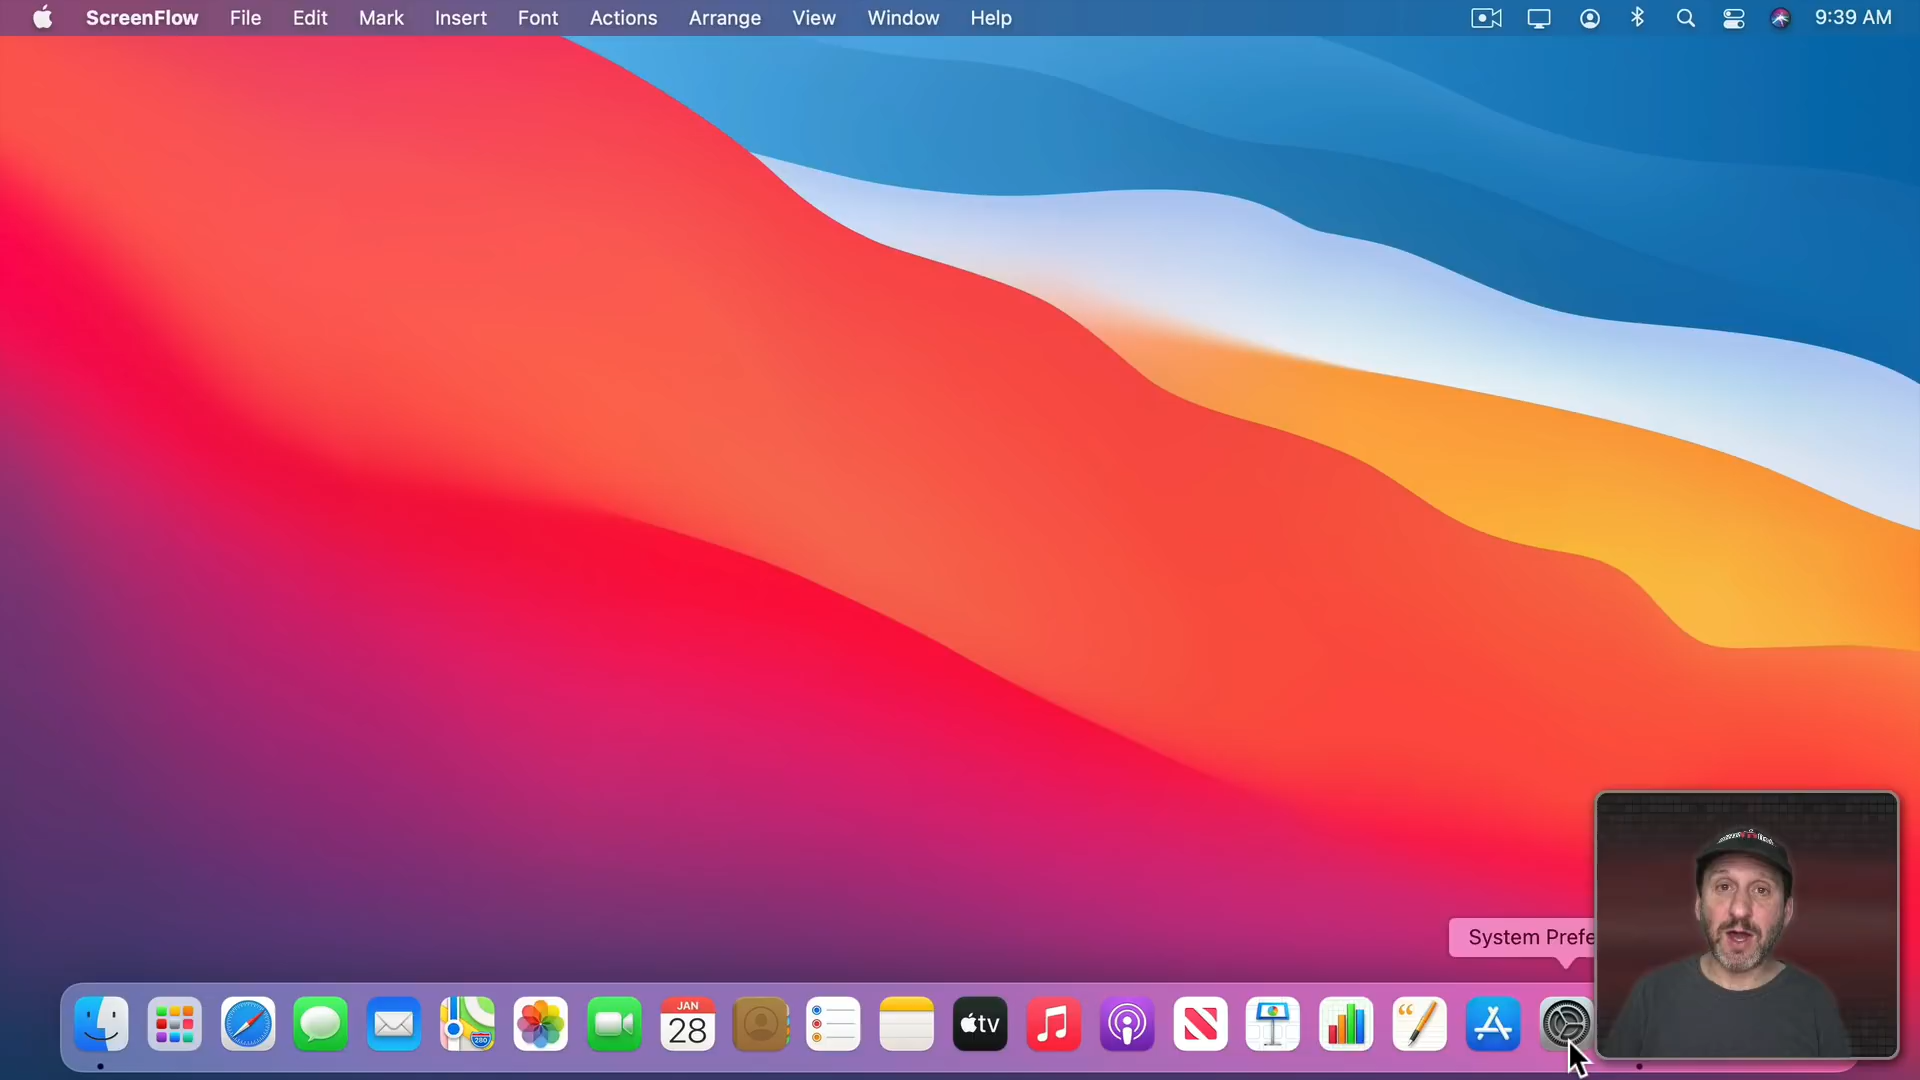 ScreenFlow File Edit Mark Insert Font Actions Arrange View Window Help 9:39 AM
System Prefe
JAN
28
tv
280